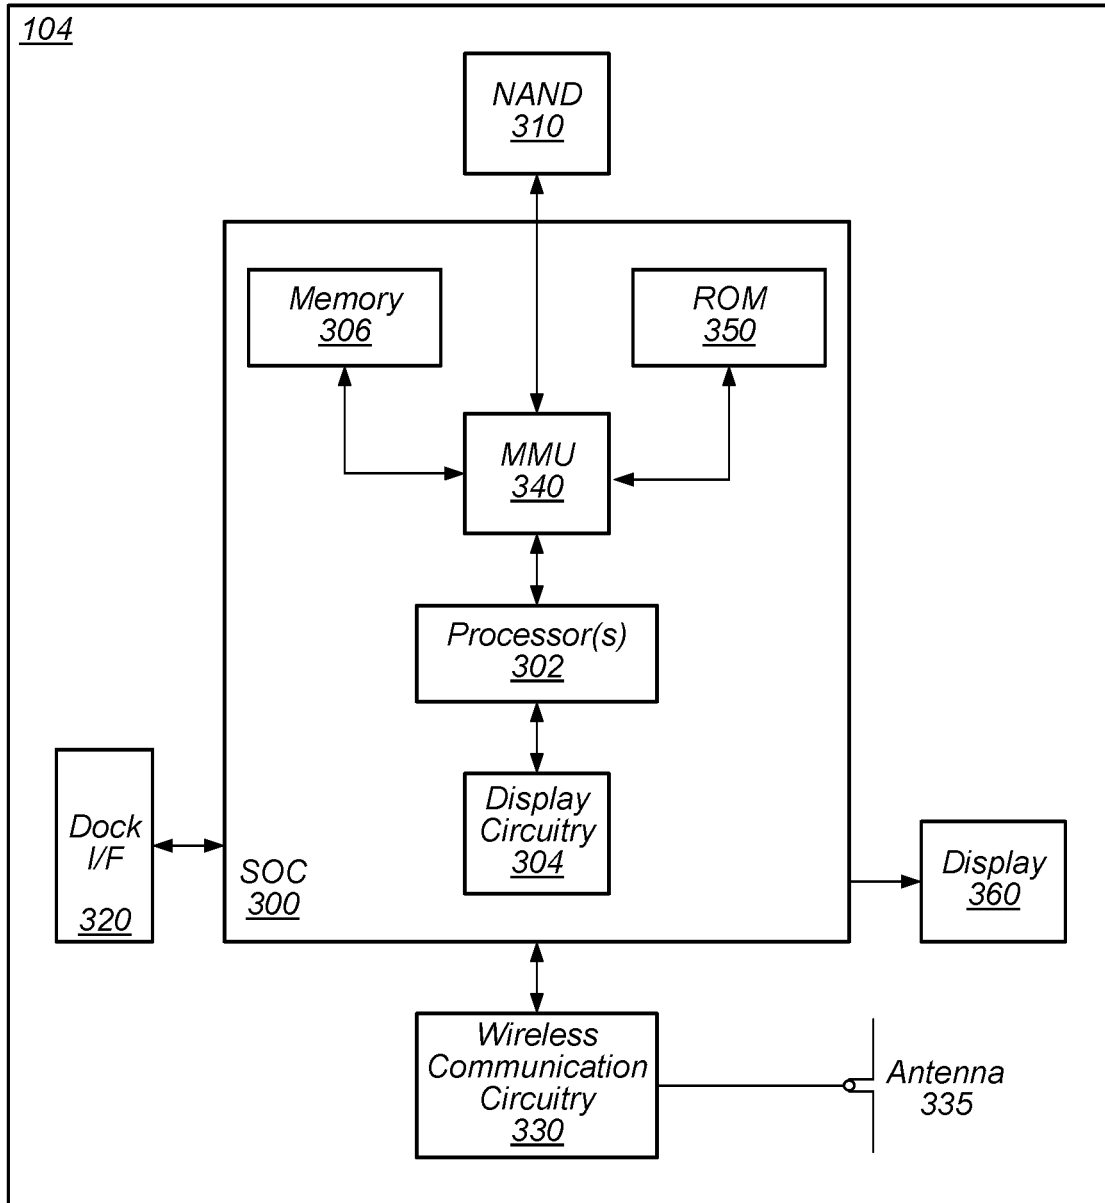 104
NAND
310
Memory
306
ROM
350
MMU
340
Processor(s)
302
Display
Circuitry
304
Dock
I/F
320
SOC
300
Display
360
Wireless
Communication
Circuitry
330
Antenna
335